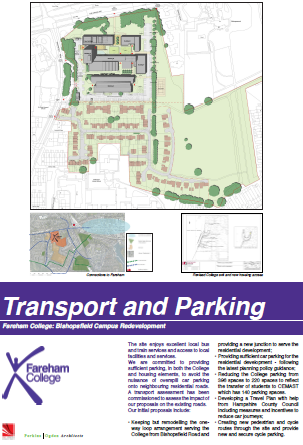 Connections in Fareham
Revised College exit and new housing access
Transport and Parking
Fareham College: Bishopsfield Campus Redevelopment
Fareham
College
Perkins Ogden Architects
The site enjoys excellent local bus
and train services and access to local
facilities and services.
We are committed to providing
sufficient parking, in both the College
and housing elements, to avoid the
nuisance of overspill car parking
onto neighbouring residential roads.
A transport assessment has been
commissioned to assess the impact of
our proposals on the existing roads.
Our initial proposals include:
• Keeping but remodelling the one-
way loop arrangement serving the
College from Bishopsfield Road and
providing a new junction to serve the
residential development;
• Providing sufficient car parking for the
residential development - following
the latest planning policy guidance;
• Reducing the College parking from
396 spaces to 220 spaces to reflect
the transfer of students to CEMAST
which has 140 parking spaces.
• Developing a Travel Plan with help
from Hampshire County Council
including measures and incentives to
reduce car journeys;
• Creating new pedestrian and cycle
routes through the site and provide
new and secure cycle parking.